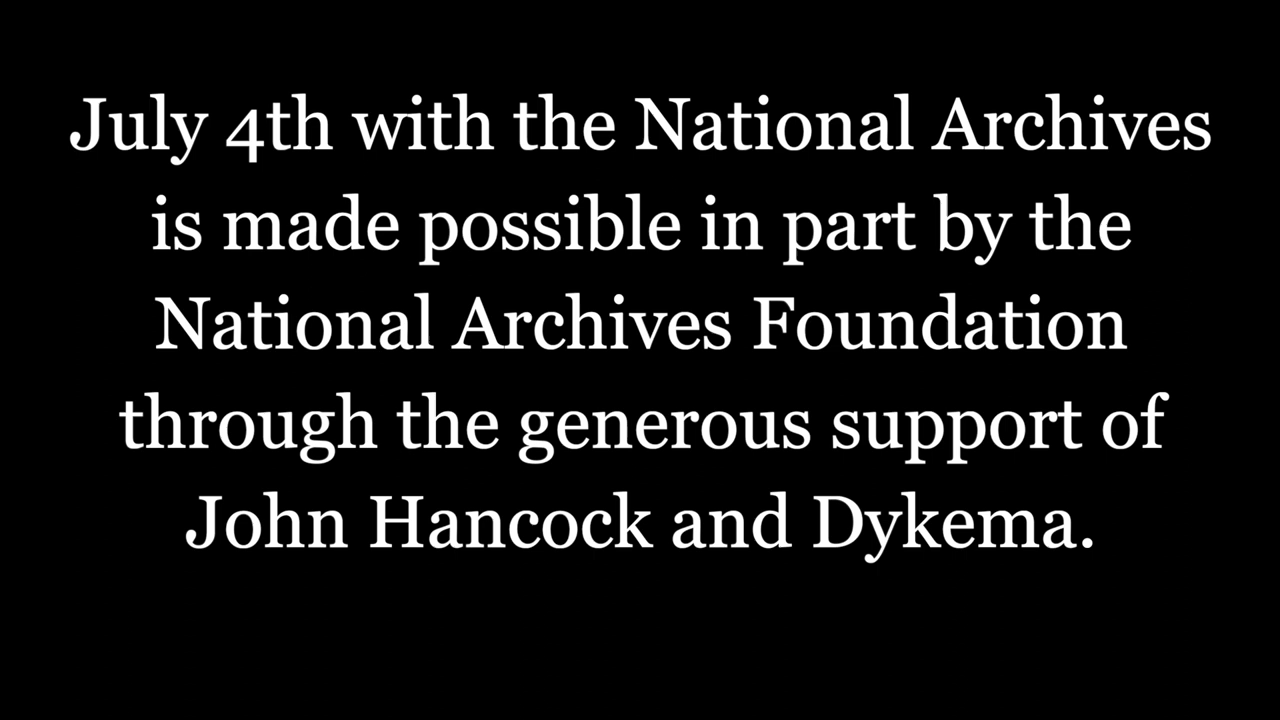 July 4th with the National Archives
is made possible in part by the
National Archives Foundation
through the generous support of
John Hancock and Dykema.